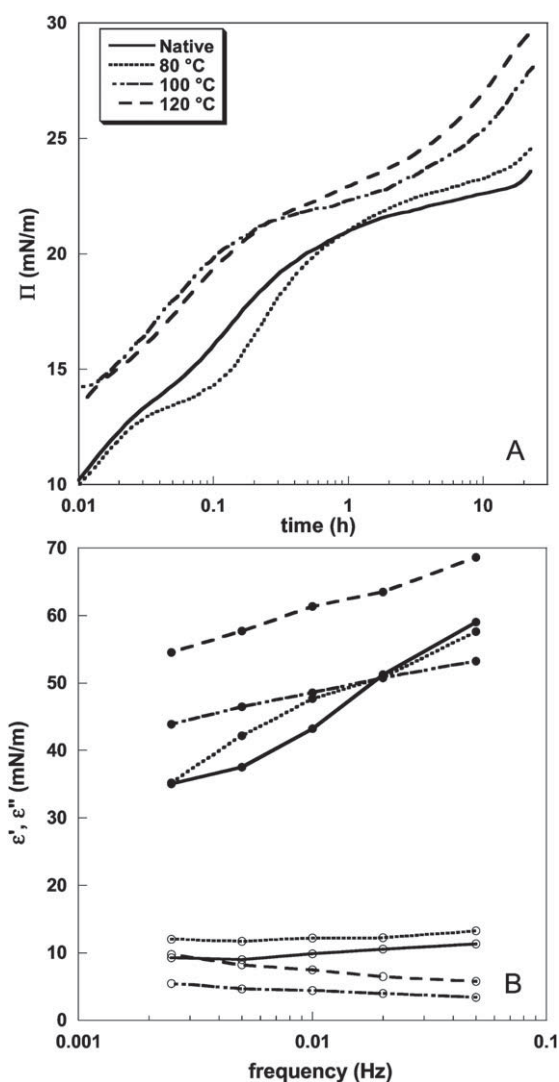 30
25
20
15
10
Π (mN/m)
Native
80 °C
100 °C
120 °C
A
0.01
0.1
1
10
time (h)
70
60
50
40
30
20
10
0
ε', ε" (mN/m)
B
0.001
0.01
0.1
frequency (Hz)